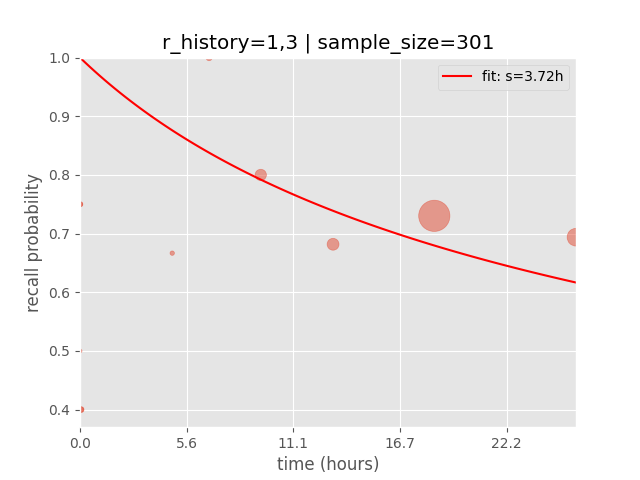 r_history=1,3 | sample_size=301
fit: s=3.72h
recall probability
1.0
0.9
0.8
0.7
0.6
0.5
0.4
0.0 5.6 11.1 16.7 22.2
time (hours)